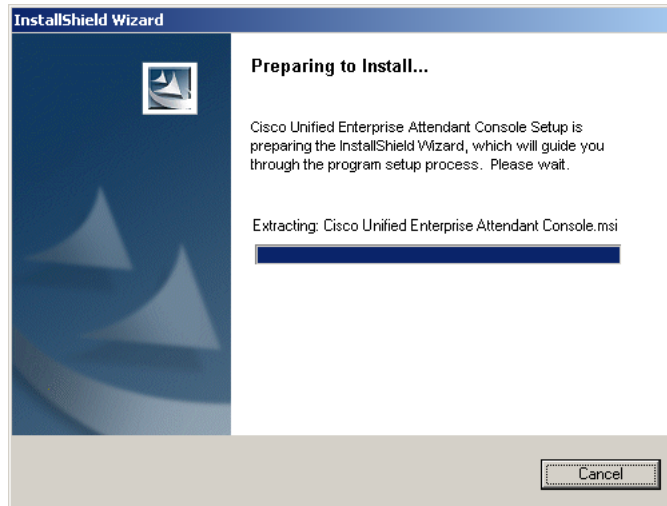 InstallShield Wizard
Preparing to Install...
Cisco Unified Enterprise Attendant Console Setup is
preparing the InstallShield Wizard, which will guide you
through the program setup process. Please wait.
Extracting: Cisco Unified Enterprise Attendant Console.msi
Cancel